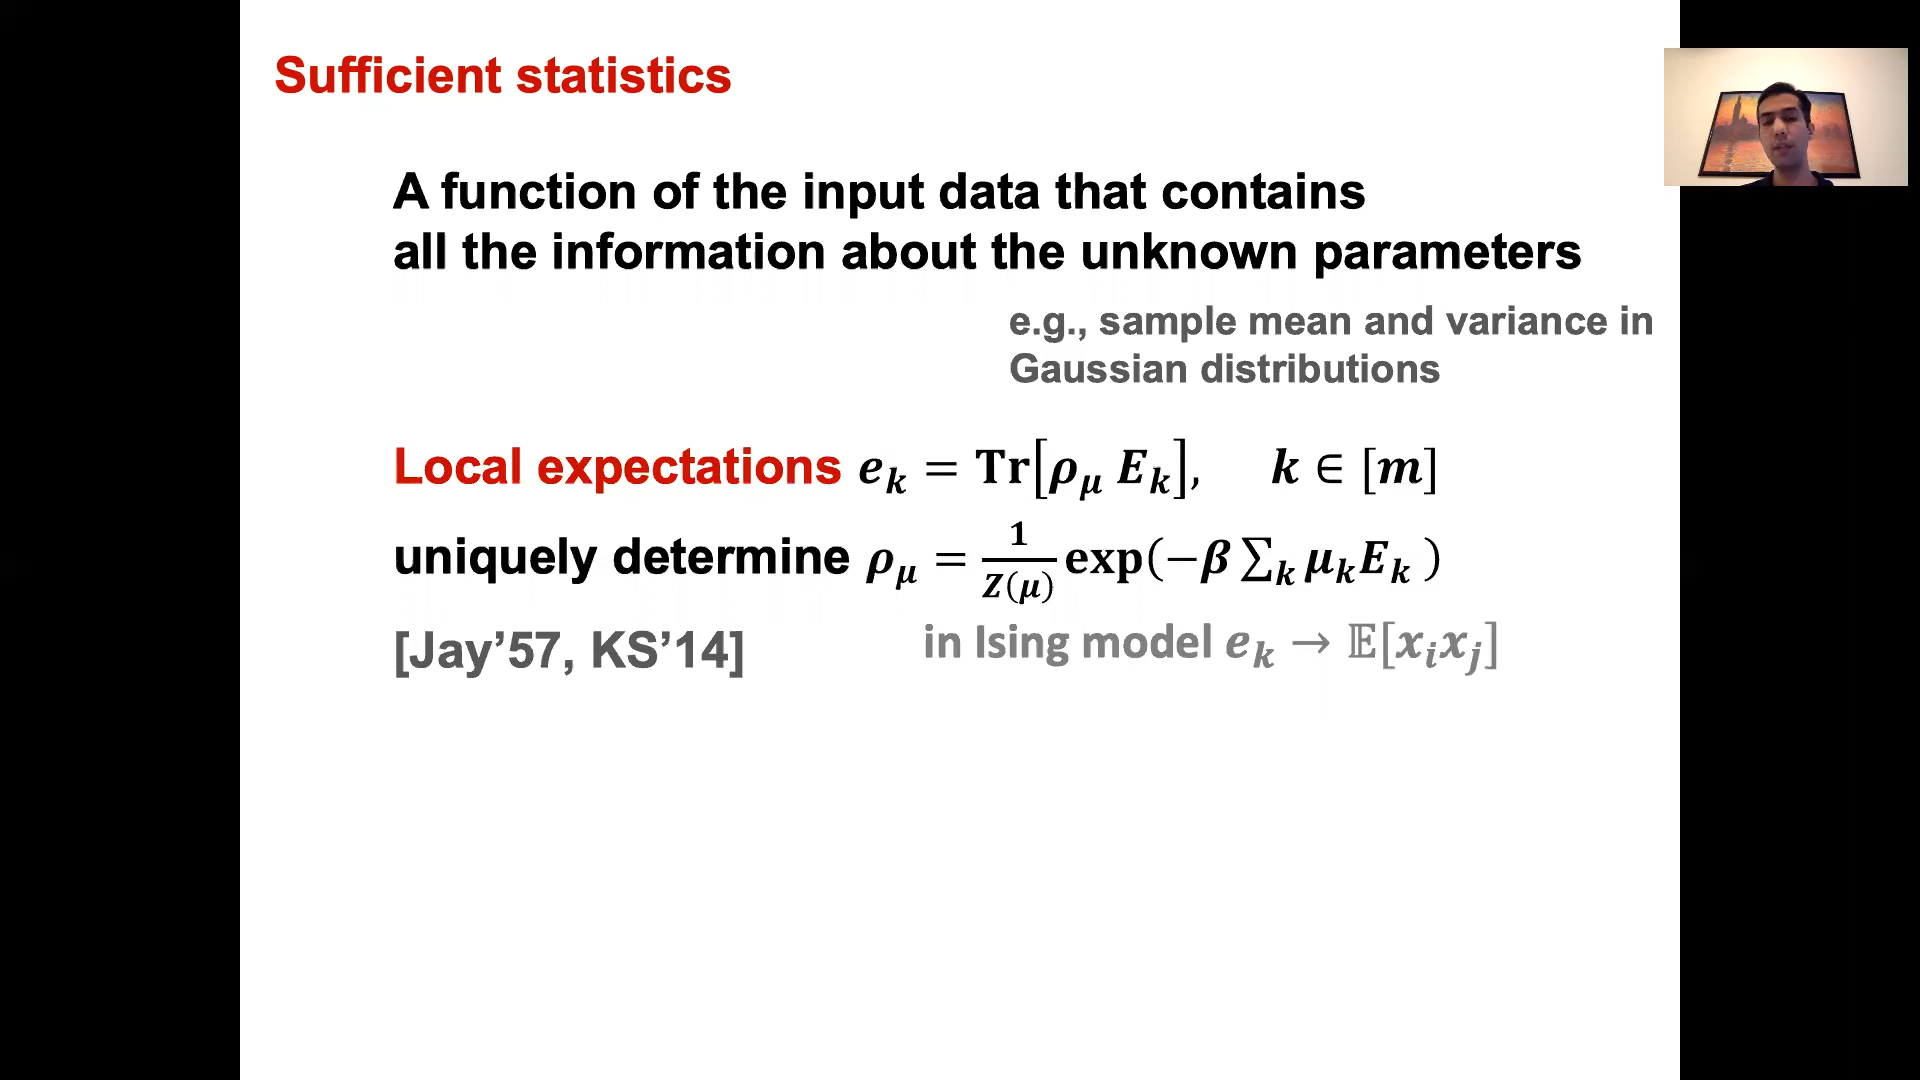 Sufficient statistics
A function of the input data that contains
all the information about the unknown parameters
e.g., sample mean and variance in
Gaussian distributions
Local expectations $e_k = \mathrm{Tr}[\rho_\mu E_k], \quad k \in [m]$
uniquely determine $\rho_\mu = \frac{1}{Z(\mu)} \exp(-\beta \sum_k \mu_k E_k)$
[Jay’57, KS’14]
in Ising model $e_k \rightarrow \mathbb{E}[x_i x_j]$